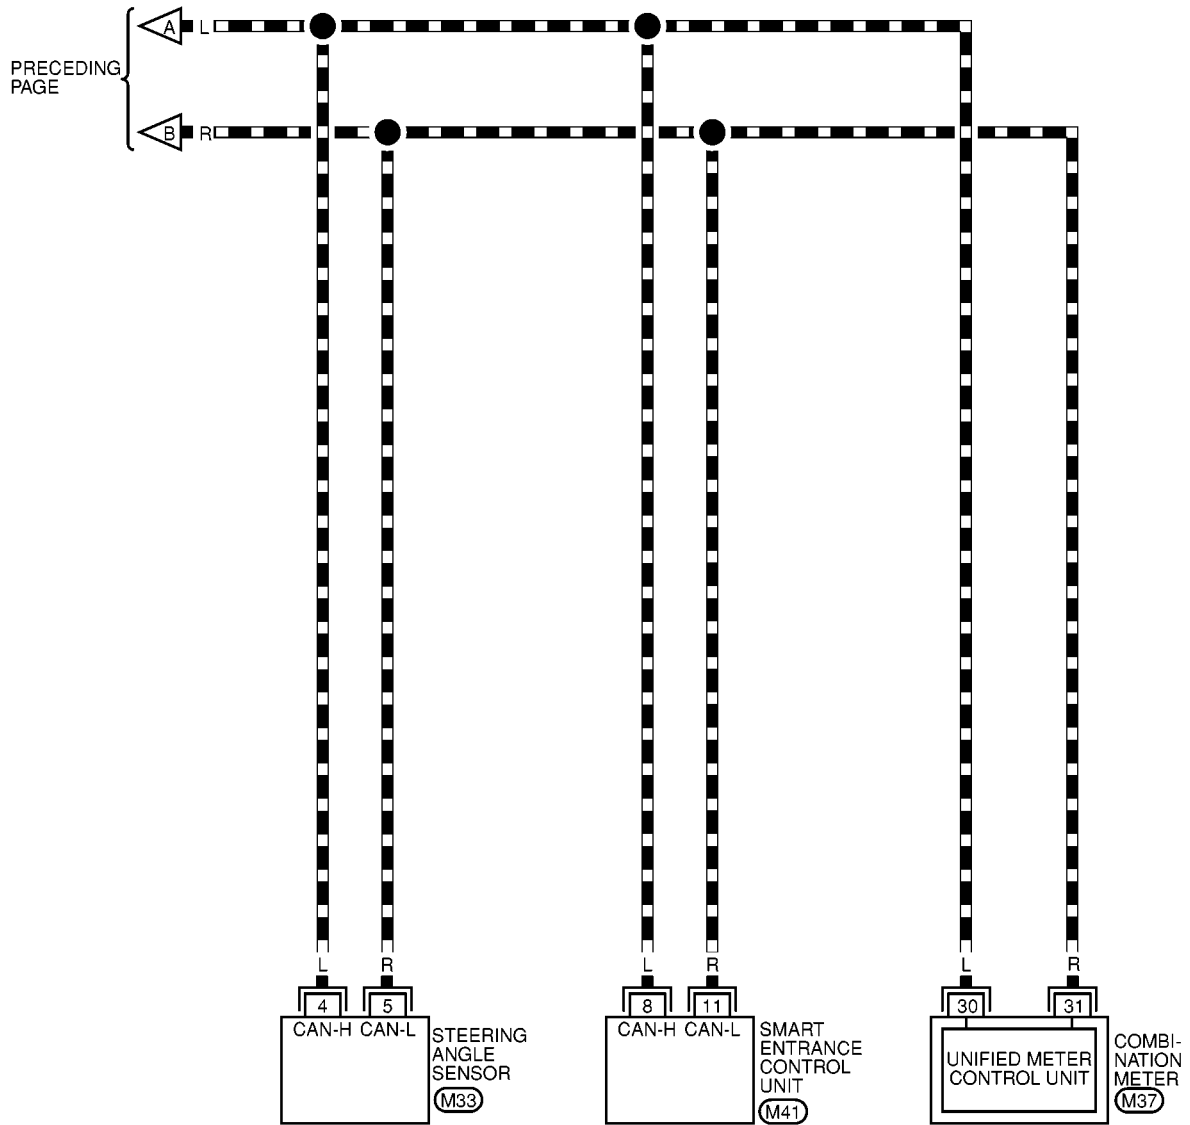 A L
PRECEDING
PAGE
B R
L R L R L R
4 5 8 11 30 31
CAN-H CAN-L
STEERING
ANGLE
SENSOR
M33
CAN-H CAN-L
SMART
ENTRANCE
CONTROL
UNIT
M41
UNIFIED METER
CONTROL UNIT
COMBI-
NATION
METER
M37